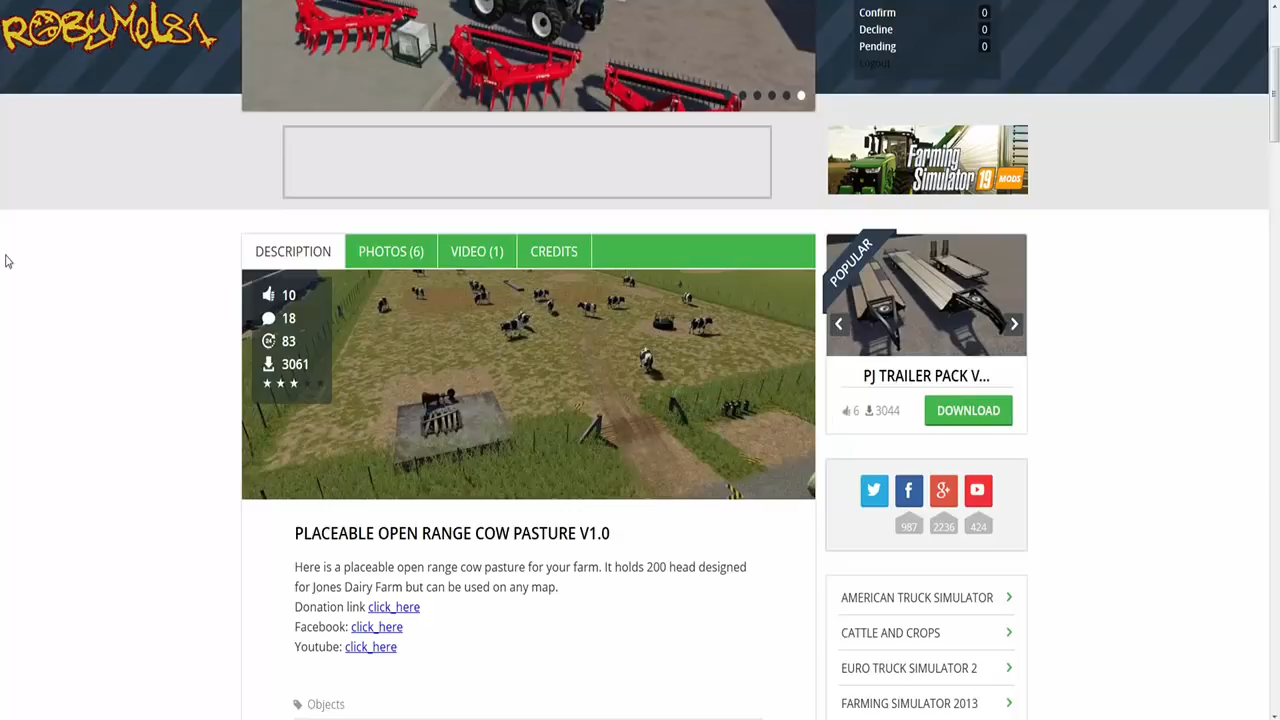 ROBYMEL81
Confirm 0
Decline 0
Pending 0
Logout
Farming
Simulator 19 MODS
DESCRIPTION PHOTOS (6) VIDEO (1) CREDITS
POPULAR
10
18
24 83
3061
PJ TRAILER PACK V...
6 3044 DOWNLOAD
987 2236 424
PLACEABLE OPEN RANGE COW PASTURE V1.0
Here is a placeable open range cow pasture for your farm. It holds 200 head designed
for Jones Dairy Farm but can be used on any map.
Donation link click_here
Facebook: click_here
Youtube: click_here
Objects
AMERICAN TRUCK SIMULATOR
CATTLE AND CROPS
EURO TRUCK SIMULATOR 2
FARMING SIMULATOR 2013